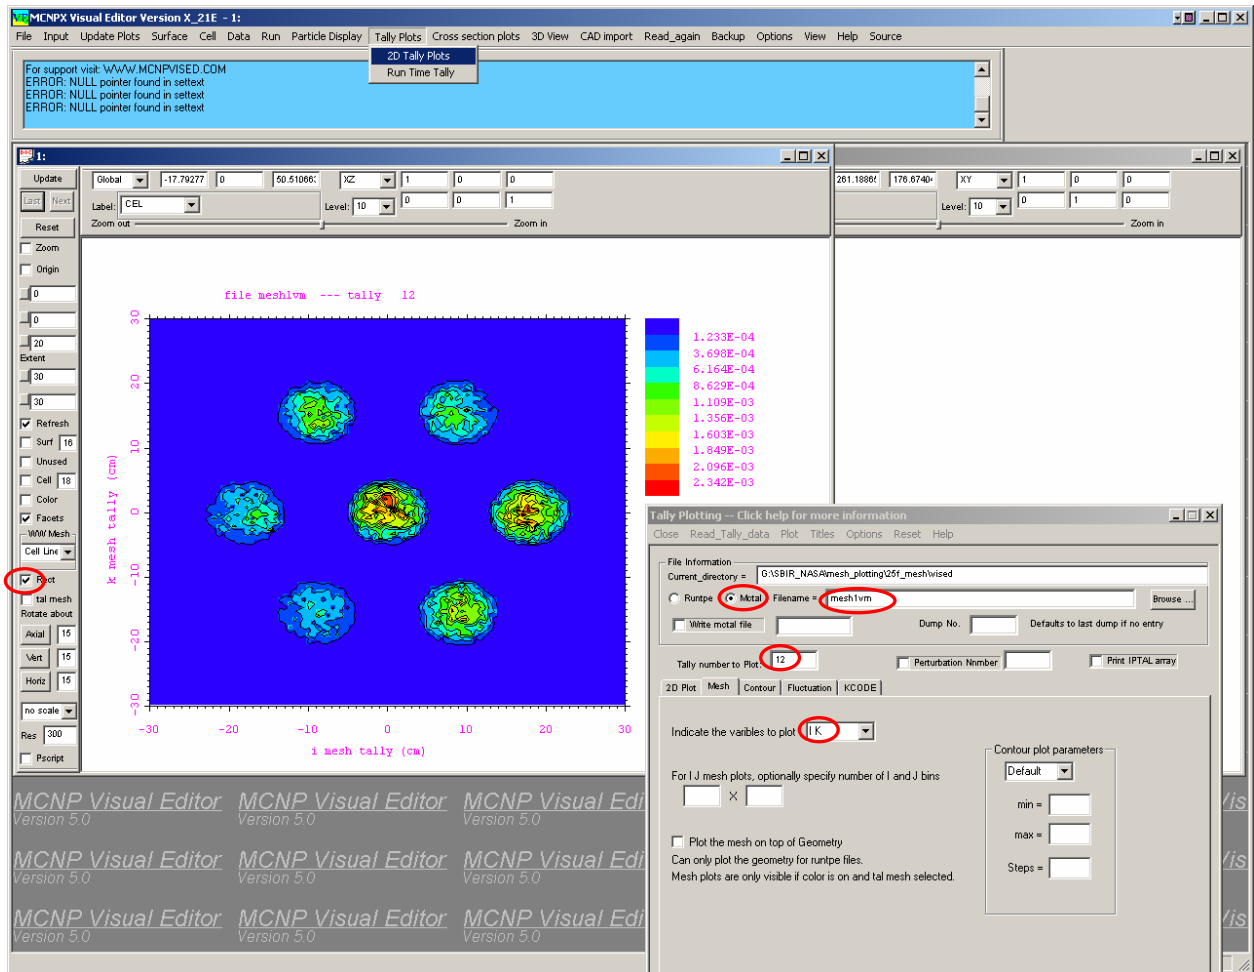 MCNPX Visual Editor Version X_21E - 1:
File Input Update Plots Surface Cell Data Run Particle Display Tally Plots Cross section plots 3D View CAD import Read_again Backup Options View Help Source
2D Tally Plots
Run Time Tally
For support visit: WWW.MCNPVISED.COM
ERROR: NULL pointer found in settext
ERROR: NULL pointer found in settext
ERROR: NULL pointer found in settext
1:
Update Global -17.79277 0 50.51066 XZ 1 0 0
261.1886 176.6740 XY 1 0 0
Last Next Label: CEL Level: 10 0 0 1
Level: 10 0 1 0
Reset Zoom out Zoom in
Zoom in
Zoom
Origin
0
0
20
Extent
30
30
Refresh
Surf 16
Unused
Cell 18
Color
Facets
WW Mesh
Cell Line
Rect
tal mesh
Rotate about
Axial 15
Vert 15
Horiz 15
no scale
Res 300
Psript
file mesh1vm --- tally 12
30
20
10
0
-10
-20
-30
k mesh tally (cm)
-30 -20 -10 0 10 20 30
i mesh tally (cm)
1.233E-04
3.698E-04
6.164E-04
8.629E-04
1.109E-03
1.356E-03
1.603E-03
1.849E-03
2.096E-03
2.342E-03
Tally Plotting -- Click help for more information
Close Read_Tally_data Plot Titles Options Reset Help
File Information
Current_directory = G:\SBIR_NASA\mesh_plotting\25f_mesh\vised
Runtpe Mctal Filename = mesh1vm Browse ...
Write mctal file Dump No. Defaults to last dump if no entry
Tally number to Plot: 12 Perturbation Nnmber Print IPTAL array
2D Plot Mesh Contour Fluctuation KCODE
Indicate the varibles to plot I K
Contour plot parameters
Default
For I J mesh plots, optionally specify number of I and J bins
X
min =
max =
Steps =
Plot the mesh on top of Geometry
Can only plot the geometry for runtpe files.
Mesh plots are only visible if color is on and tal mesh selected.
MCNP Visual Editor MCNP Visual Editor MCNP Visual Edi /is
Version 5.0 Version 5.0 Version 5.0
MCNP Visual Editor MCNP Visual Editor MCNP Visual Edi /is
Version 5.0 Version 5.0 Version 5.0
MCNP Visual Editor MCNP Visual Editor MCNP Visual Edi /is
Version 5.0 Version 5.0 Version 5.0